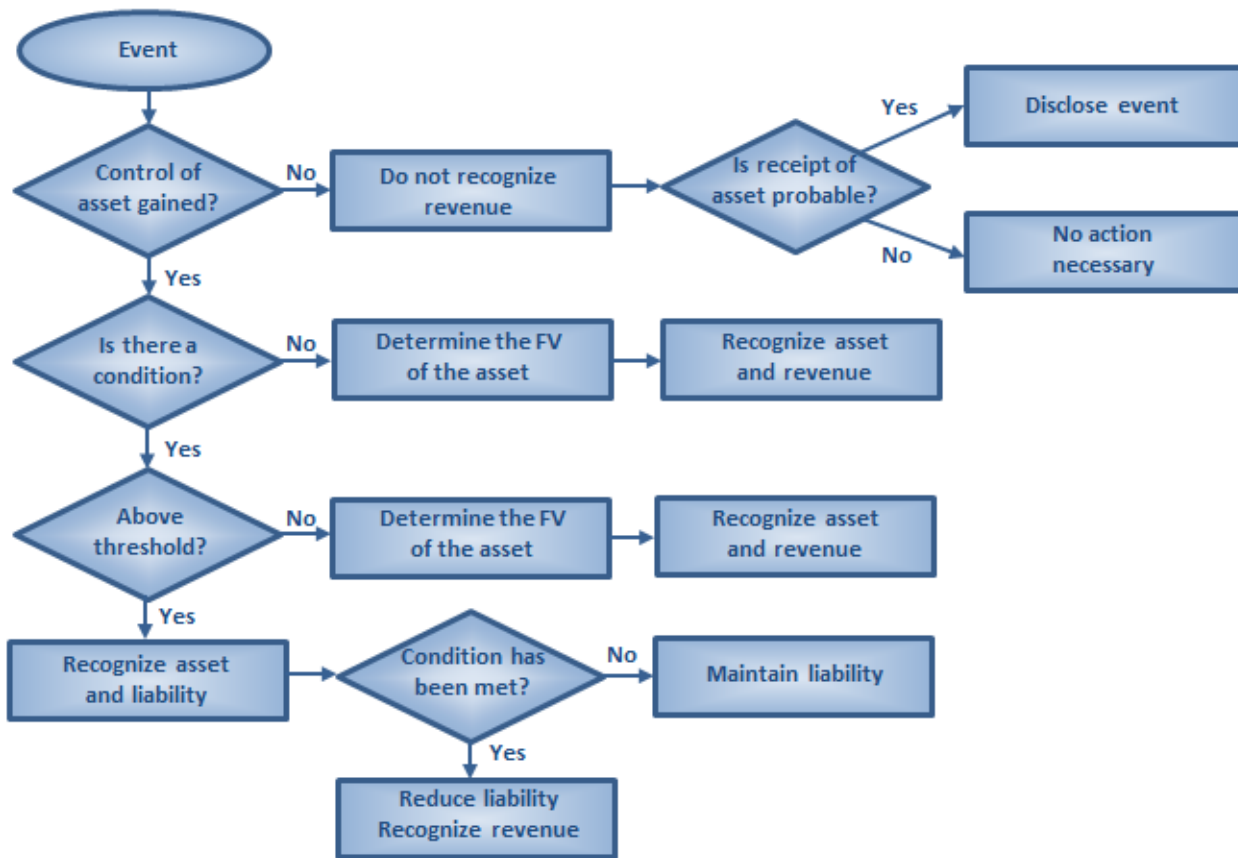 Event
Yes
Disclose event
Control of
asset gained?
No
Do not recognize
revenue
Is receipt of
asset probable?
No
No action
necessary
Yes
Is there a
condition?
No
Determine the FV
of the asset
Recognize asset
and revenue
Yes
Above
threshold?
No
Determine the FV
of the asset
Recognize asset
and revenue
Yes
Recognize asset
and liability
Condition has
been met?
No
Maintain liability
Yes
Reduce liability
Recognize revenue